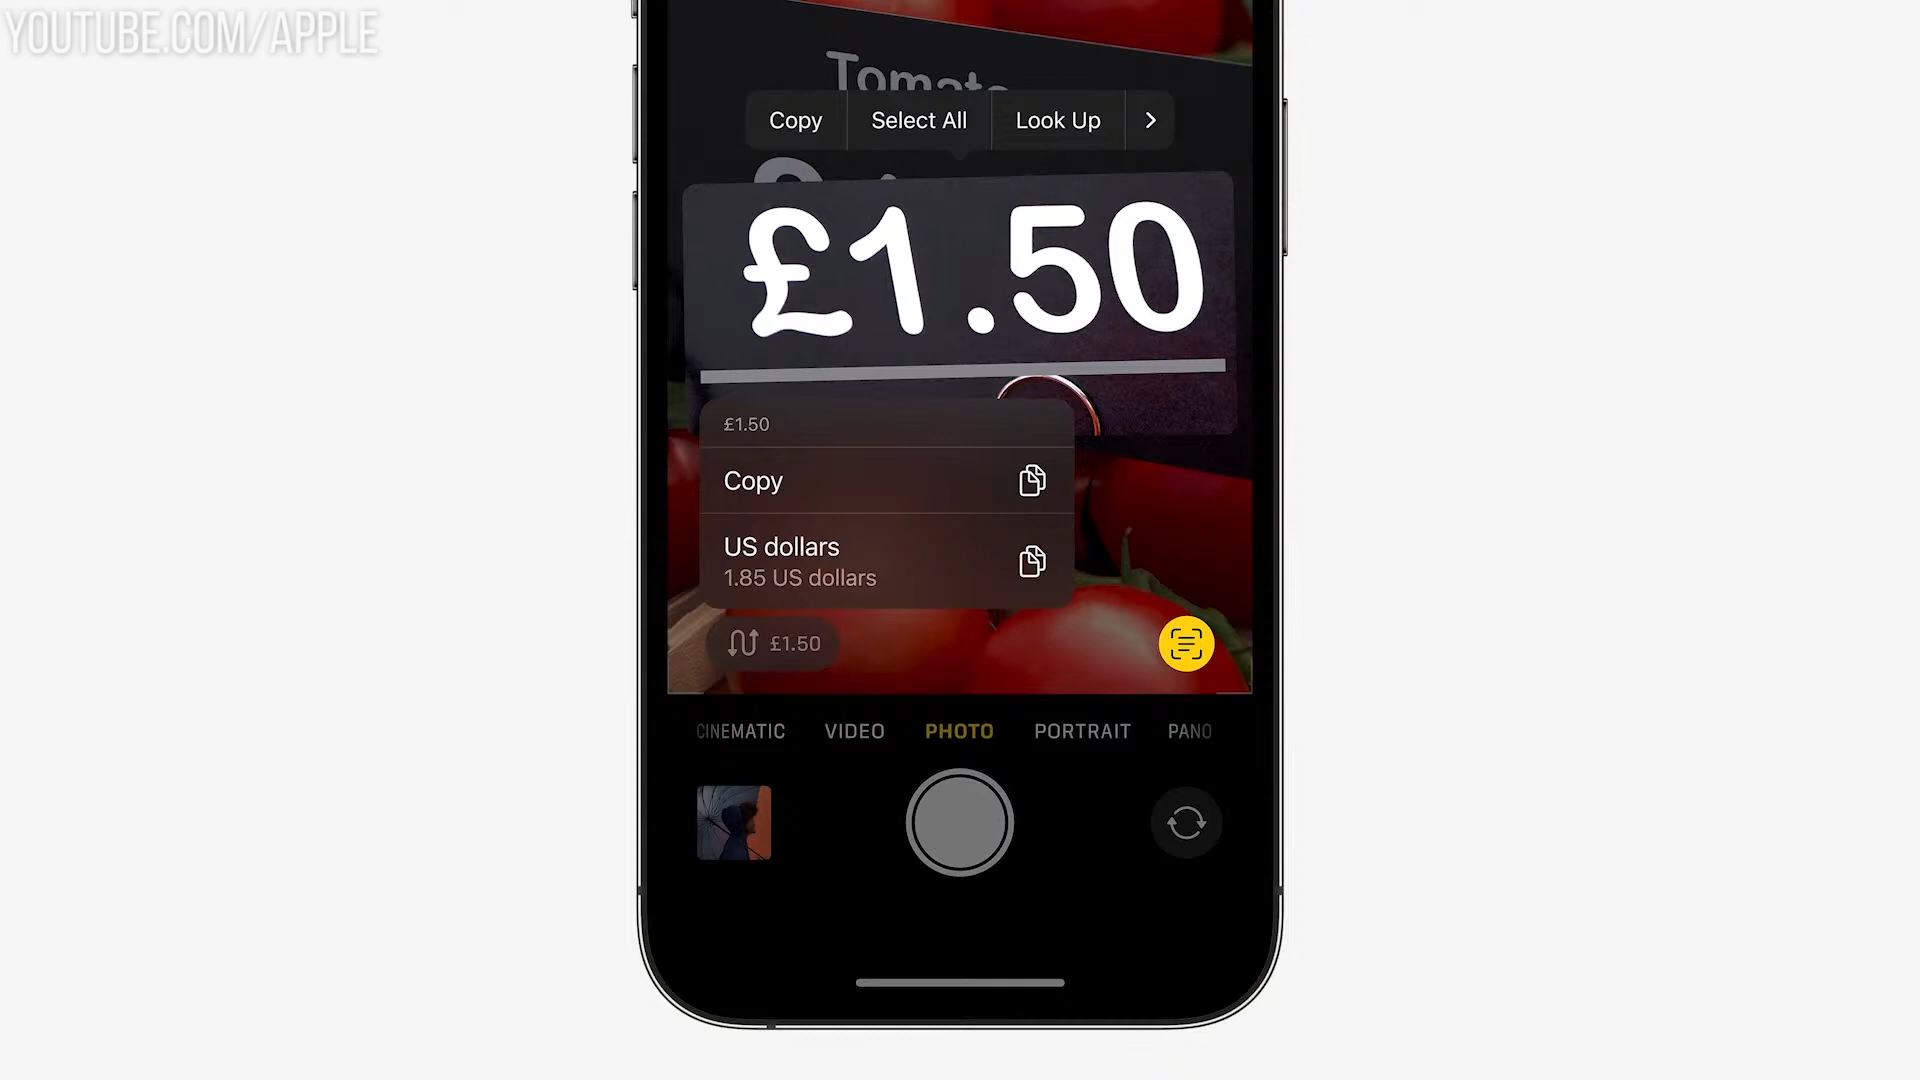 YOUTUBE.COM/APPLE
Copy
Select All
Look Up
£1.50
£1.50
Copy
US dollars
1.85 US dollars
£1.50
CINEMATIC
VIDEO
PHOTO
PORTRAIT
PANO